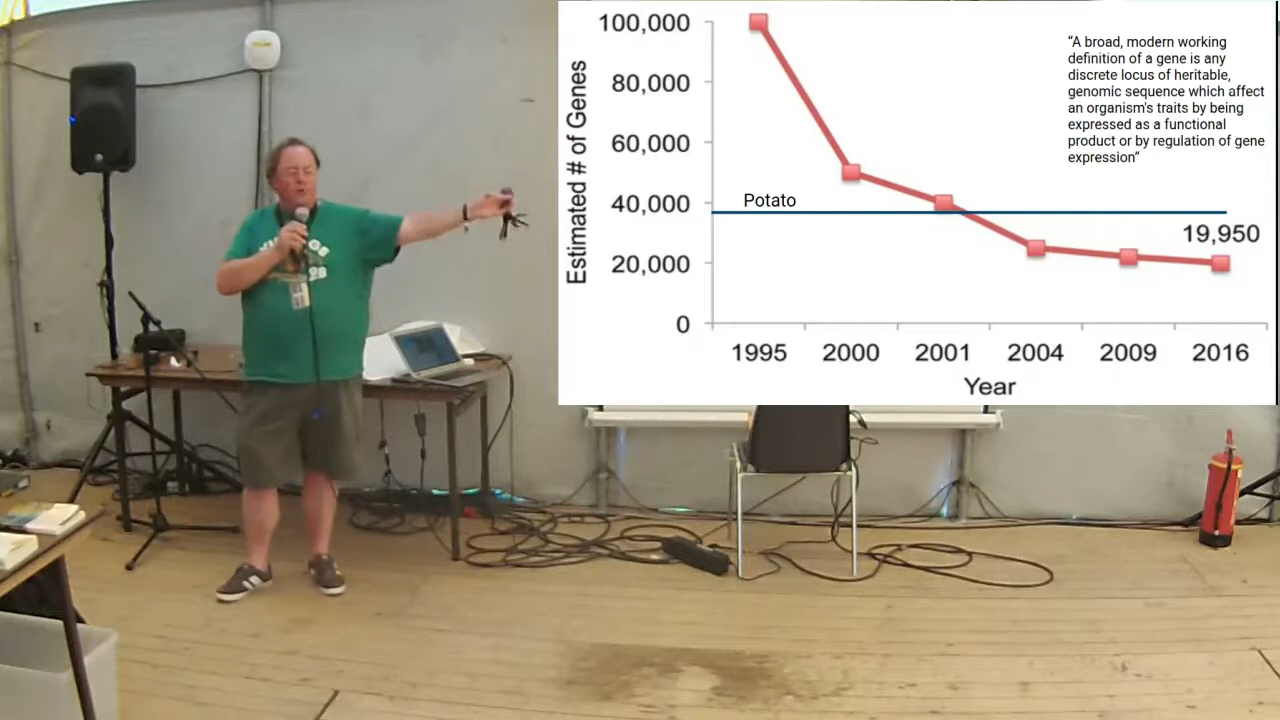 100,000
80,000
60,000
40,000
20,000
0
Estimated # of Genes
1995
2000
2001
2004
2009
2016
Year
Potato
19,950
“A broad, modern working
definition of a gene is any
discrete locus of heritable,
genomic sequence which affect
an organism's traits by being
expressed as a functional
product or by regulation of gene
expression”